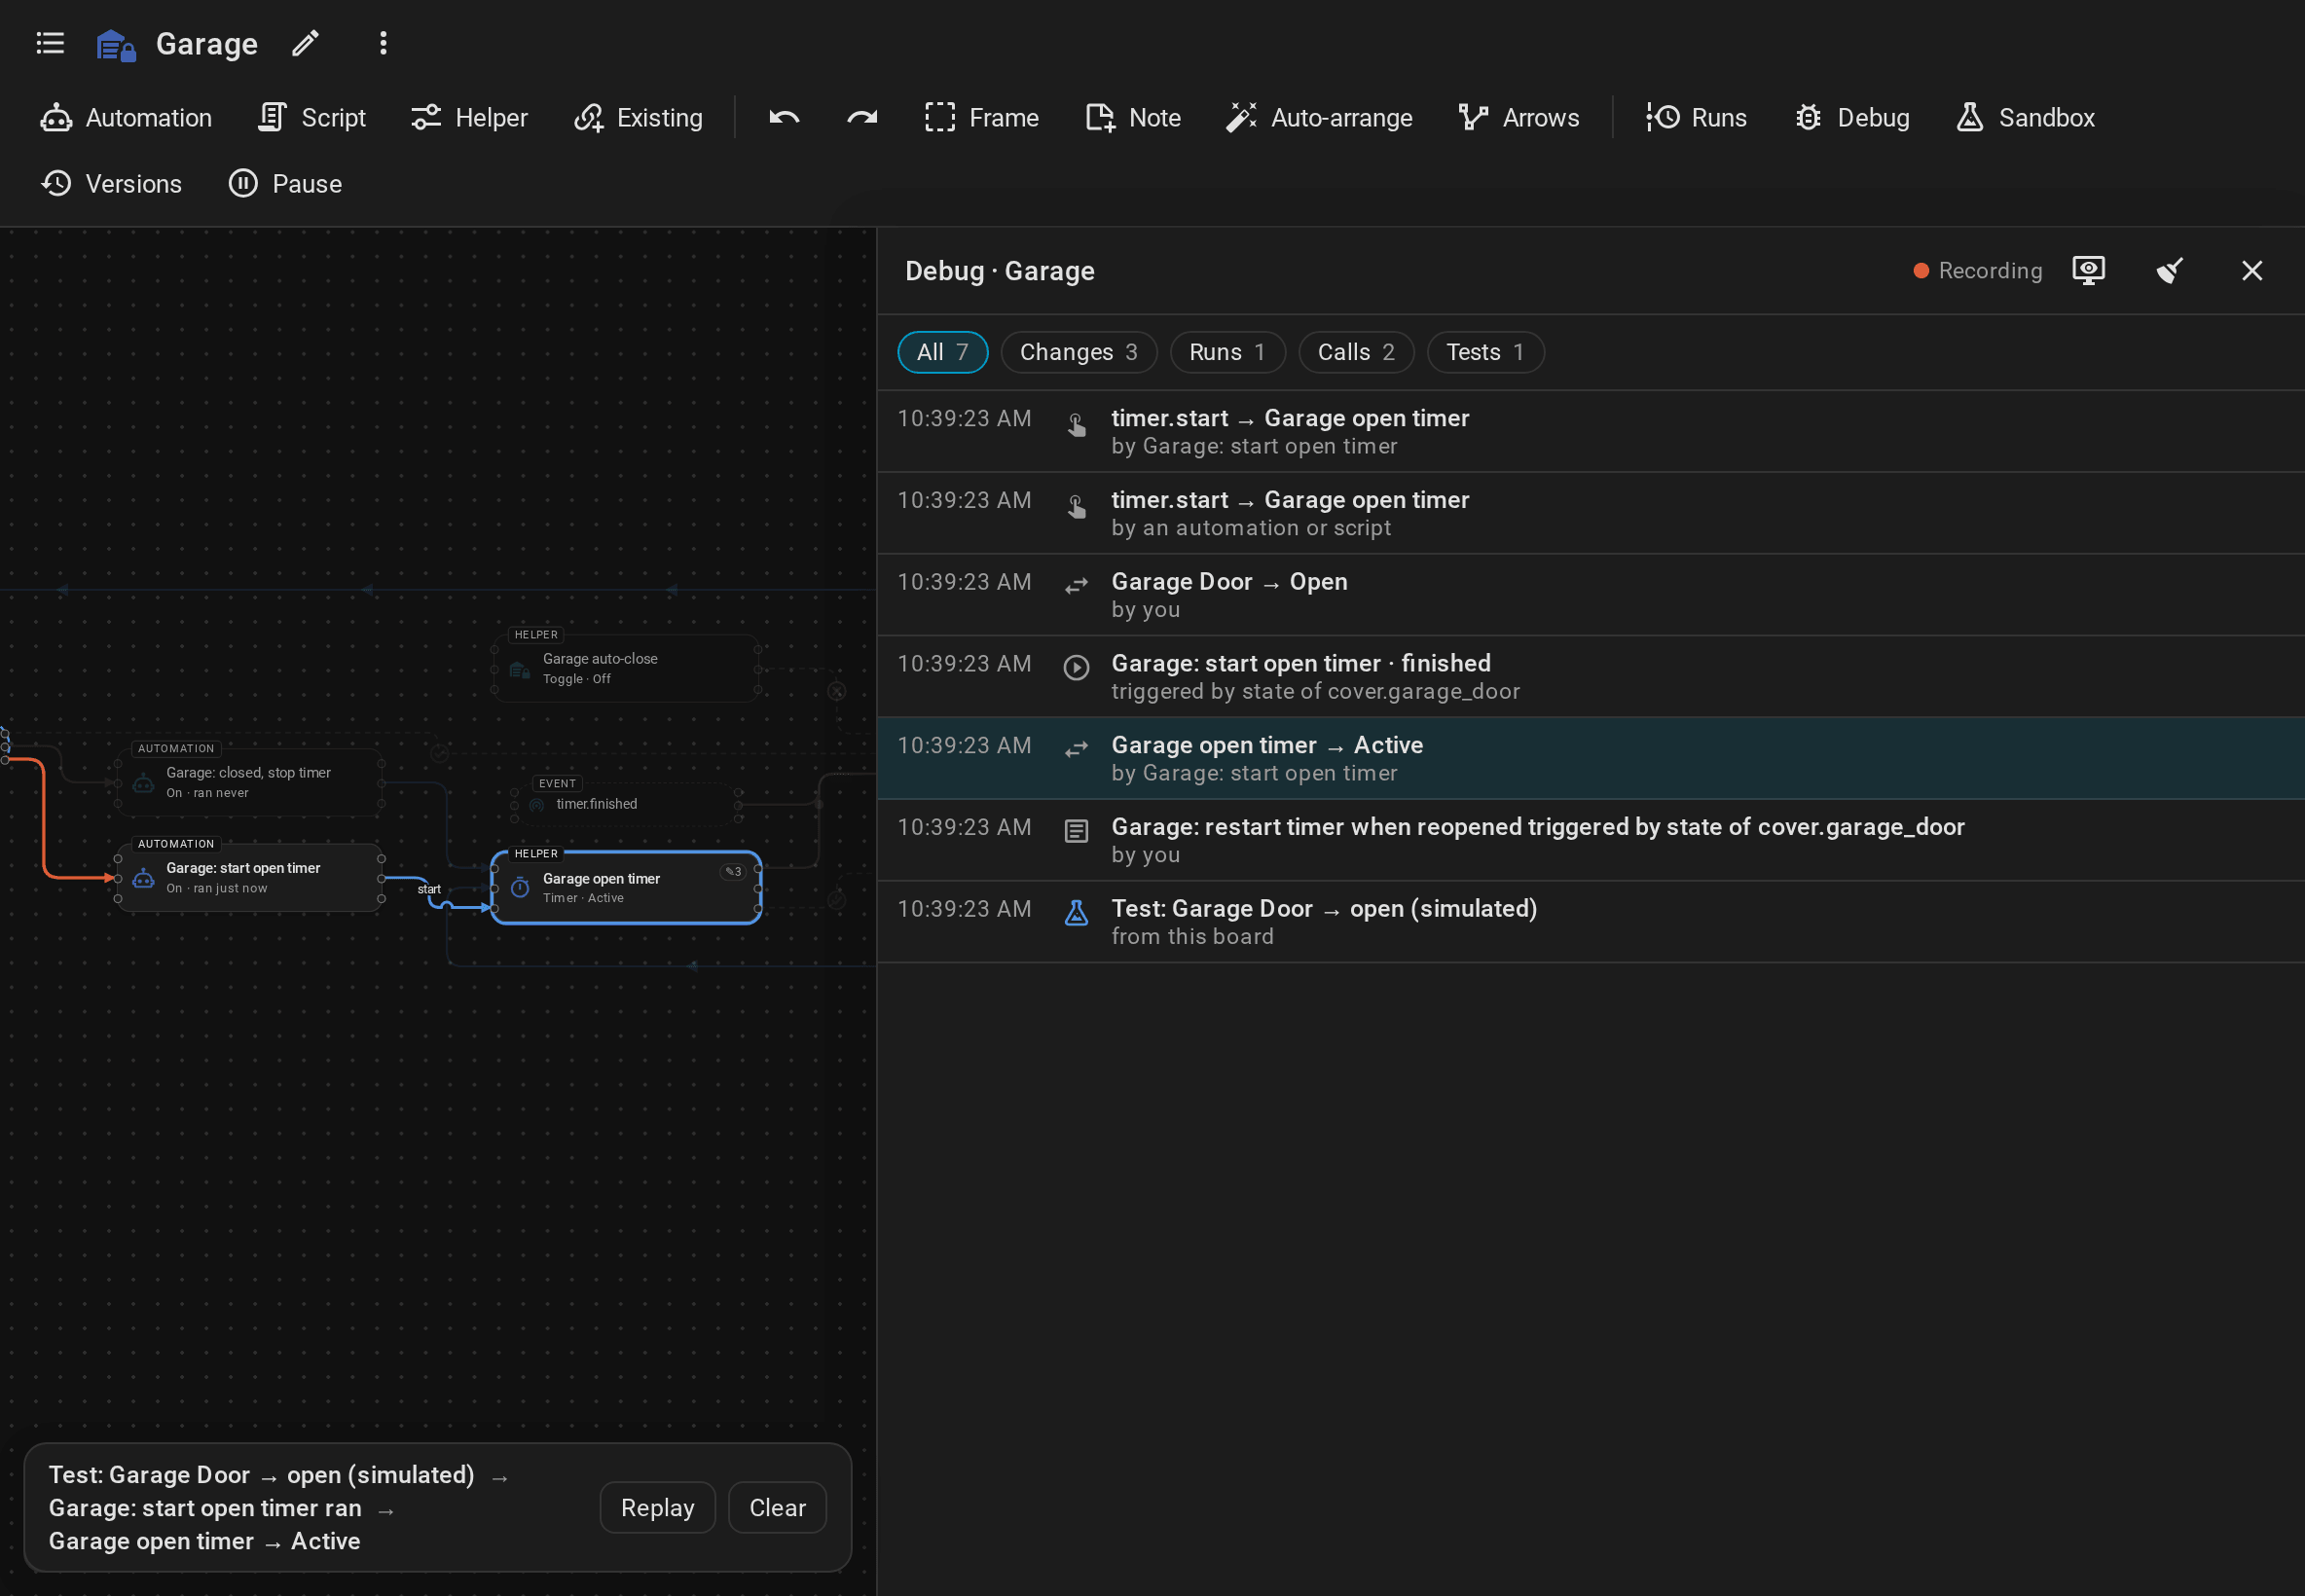 Garage
Automation
Script
Helper
Existing
Frame
Note
Auto-arrange
Arrows
Runs
Debug
Sandbox
Versions
Pause
HELPER
Garage auto-close
Toggle · Off
AUTOMATION
Garage: closed, stop timer
On · ran never
EVENT
timer.finished
AUTOMATION
Garage: start open timer
On · ran just now
start
HELPER
Garage open timer
Timer · Active
✎3
Test: Garage Door → open (simulated) →
Garage: start open timer ran →
Garage open timer → Active
Replay
Clear
Debug · Garage
Recording
All 7
Changes 3
Runs 1
Calls 2
Tests 1
10:39:23 AM
timer.start → Garage open timer
by Garage: start open timer
10:39:23 AM
timer.start → Garage open timer
by an automation or script
10:39:23 AM
Garage Door → Open
by you
10:39:23 AM
Garage: start open timer · finished
triggered by state of cover.garage_door
10:39:23 AM
Garage open timer → Active
by Garage: start open timer
10:39:23 AM
Garage: restart timer when reopened triggered by state of cover.garage_door
by you
10:39:23 AM
Test: Garage Door → open (simulated)
from this board